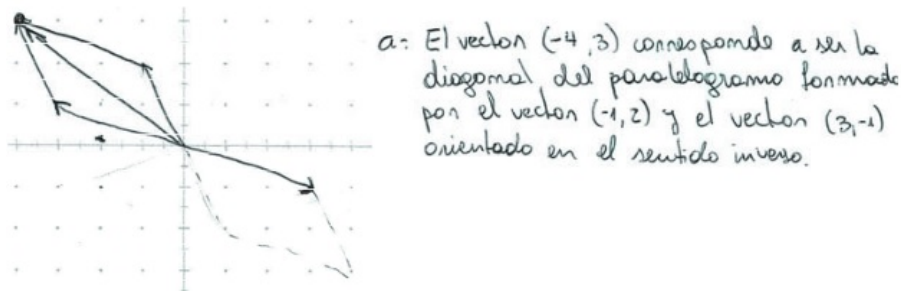 a: El vector (-4,3) corresponde a ser la
diagonal del paralelogramo formado
por el vector (-1,2) y el vector (3,-1)
orientado en el sentido inverso.